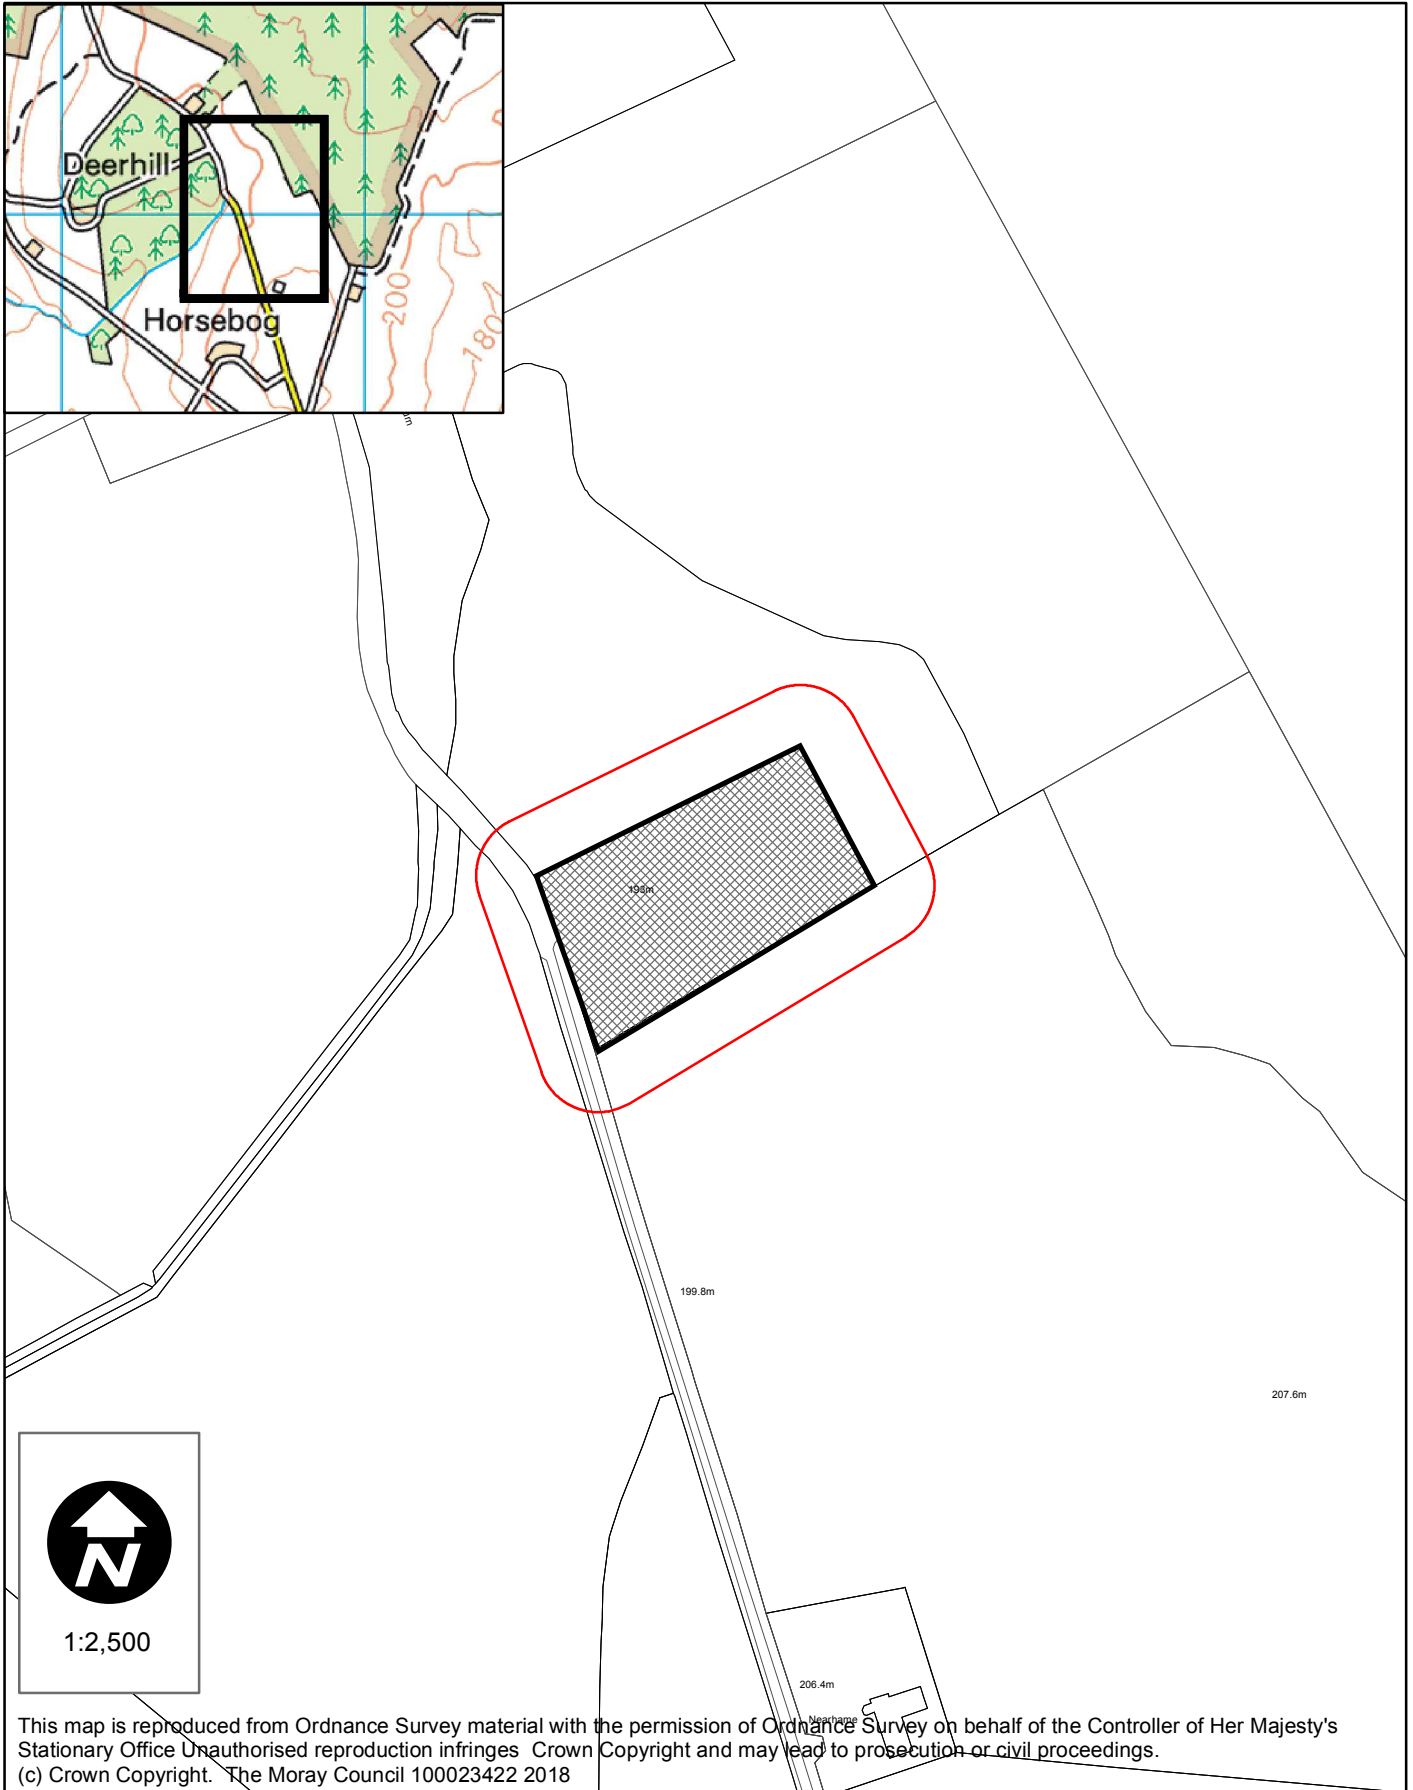 Deerhill
Horsebog
200
180
193m
199.8m
207.6m
N
1:2,500
206.4m
Nearhame
This map is reproduced from Ordnance Survey material with the permission of Ordnance Survey on behalf of the Controller of Her Majesty's
Stationary Office Unauthorised reproduction infringes Crown Copyright and may lead to prosecution or civil proceedings.
(c) Crown Copyright. The Moray Council 100023422 2018